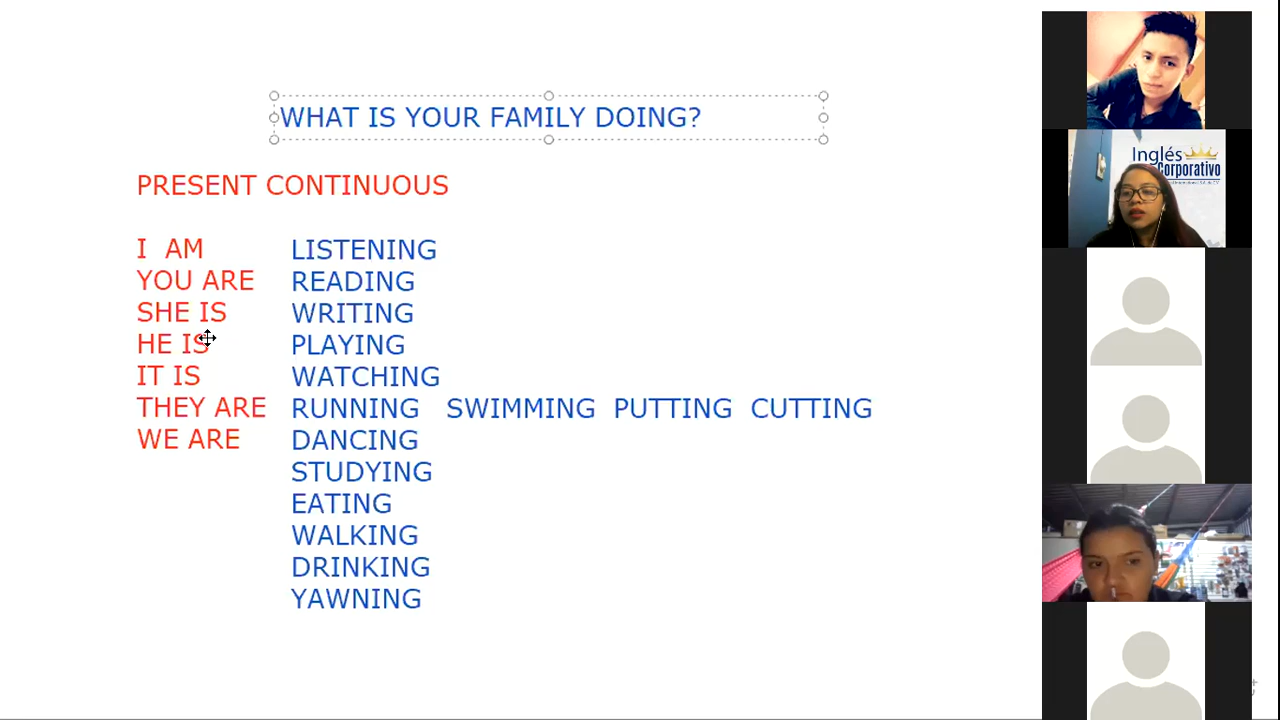 WHAT IS YOUR FAMILY DOING?
PRESENT CONTINUOUS
I AM LISTENING
YOU ARE READING
SHE IS WRITING
HE IS PLAYING
IT IS WATCHING
THEY ARE RUNNING SWIMMING PUTTING CUTTING
WE ARE DANCING
STUDYING
EATING
WALKING
DRINKING
YAWNING
Inglés
Corporativo